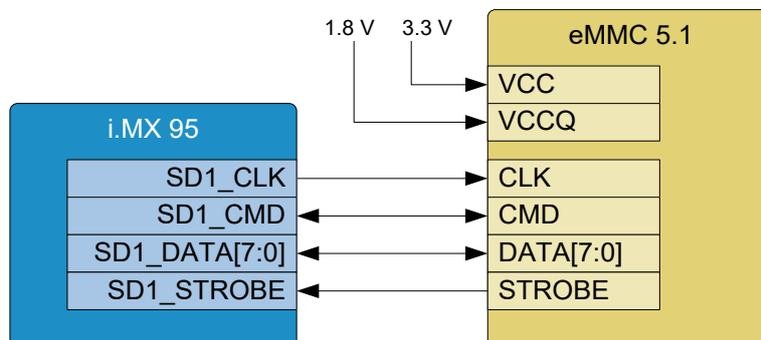 1.8 V 3.3 V
eMMC 5.1
VCC
VCCQ
i.MX 95
SD1_CLK CLK
SD1_CMD CMD
SD1_DATA[7:0] DATA[7:0]
SD1_STROBE STROBE